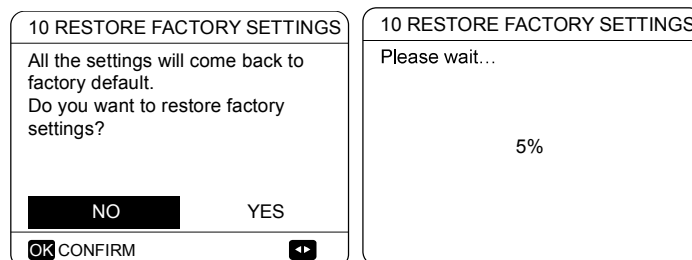 10 RESTORE FACTORY SETTINGS
All the settings will come back to
factory default.
Do you want to restore factory
settings?
NO YES
OK CONFIRM
10 RESTORE FACTORY SETTINGS
Please wait...
5%